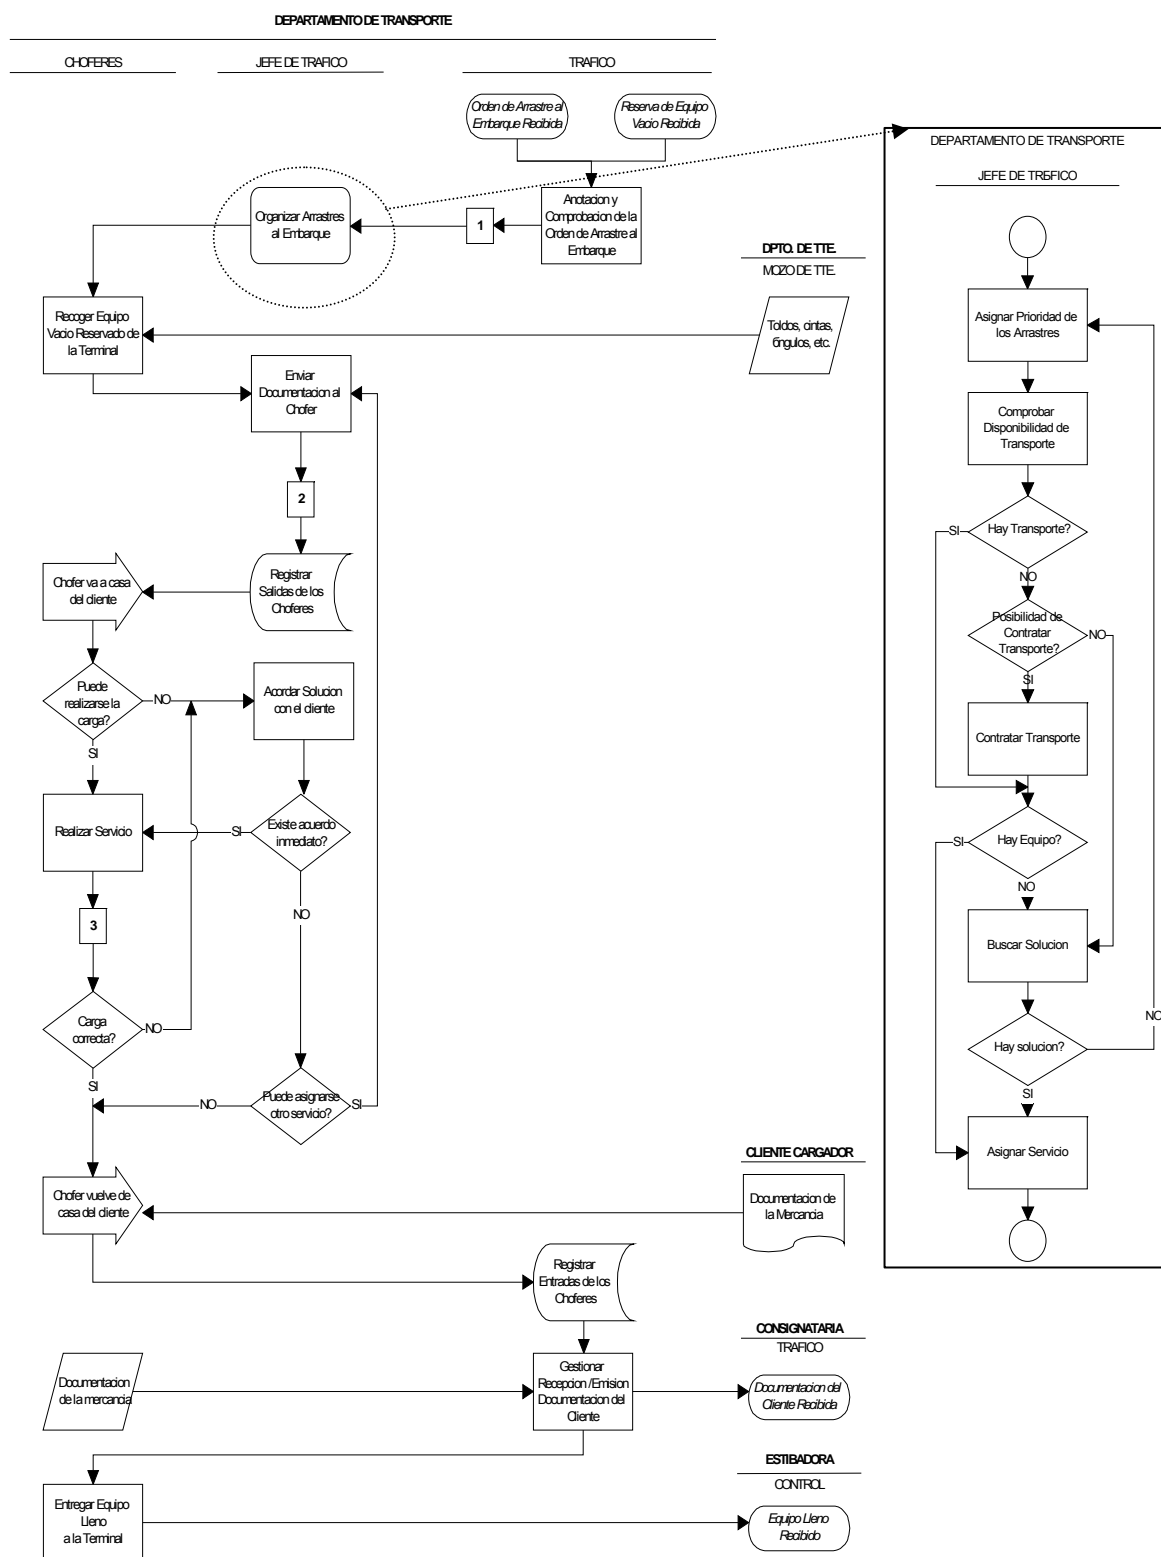 DEPARTAMENTO DE TRANSPORTE
CHOFERES
JEFE DE TRAFICO
TRAFICO
Orden de Arrastre al
Embarque Recibida
Reserva de Equipo
Vacio Recibida
Organizar Arrastres
al Embarque
1
Anotacion y
Comprobacion de la
Orden de Arrastre al
Embarque
DPTO. DE TTE.
MOZO DE TTE.
Recoger Equipo
Vacio Reservado de
la Terminal
Toldos, cintas,
бngulos, etc.
Enviar
Documentacion al
Chofer
2
Chofer va a casa
del cliente
Registrar
Salidas de los
Choferes
Puede
realizarse la
carga?
NO
Acordar Solucion
con el cliente
SI
Realizar Servicio
SI
Existe acuerdo
inmediato?
3
NO
Carga
correcta?
NO
SI
NO
Puede asignarse
otro servicio?
SI
CLIENTE CARGADOR
Chofer vuelve de
casa del cliente
Documentacion de
la Mercancia
Registrar
Entradas de los
Choferes
CONSIGNATARIA
TRAFICO
Documentacion
de la mercancia
Gestionar
Recepcion /Emision
Documentacion del
Cliente
Documentacion del
Cliente Recibida
ESTIBADORA
CONTROL
Entregar Equipo
Lleno
a la Terminal
Equipo Lleno
Recibido
DEPARTAMENTO DE TRANSPORTE
JEFE DE TRБFICO
Asignar Prioridad de
los Arrastres
Comprobar
Disponibilidad de
Transporte
SI
Hay Transporte?
NO
Posibilidad de
Contratar
Transporte?
NO
SI
Contratar Transporte
SI
Hay Equipo?
NO
Buscar Solucion
NO
Hay solucion?
SI
Asignar Servicio